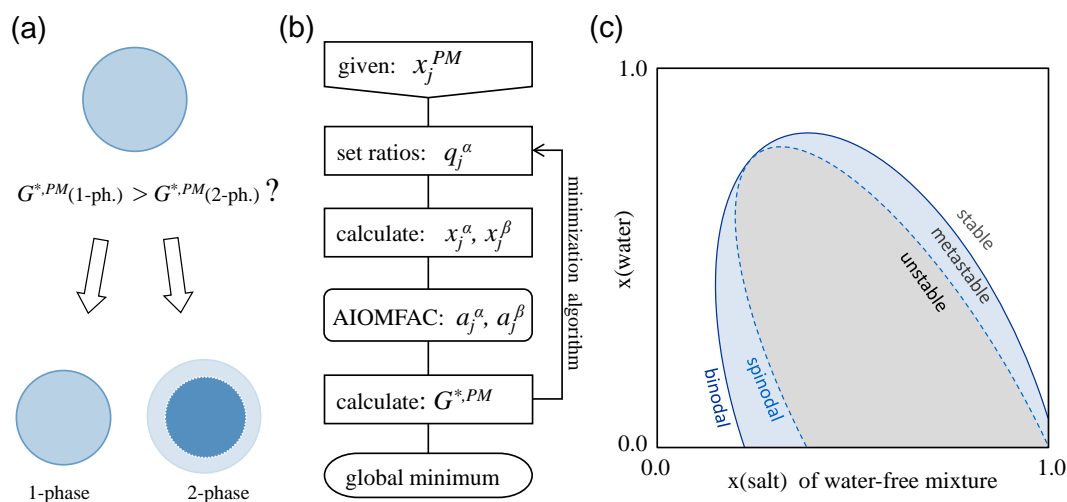 (a)
G*,PM(1-ph.) > G*,PM(2-ph.) ?
1-phase
2-phase
(b)
given: x_j^PM
set ratios: q_j^α
calculate: x_j^α, x_j^β
AIOMFAC: a_j^α, a_j^β
calculate: G*,PM
global minimum
minimization algorithm
(c)
1.0
x(water)
0.0
stable
metastable
unstable
spinodal
binodal
0.0
1.0
x(salt) of water-free mixture